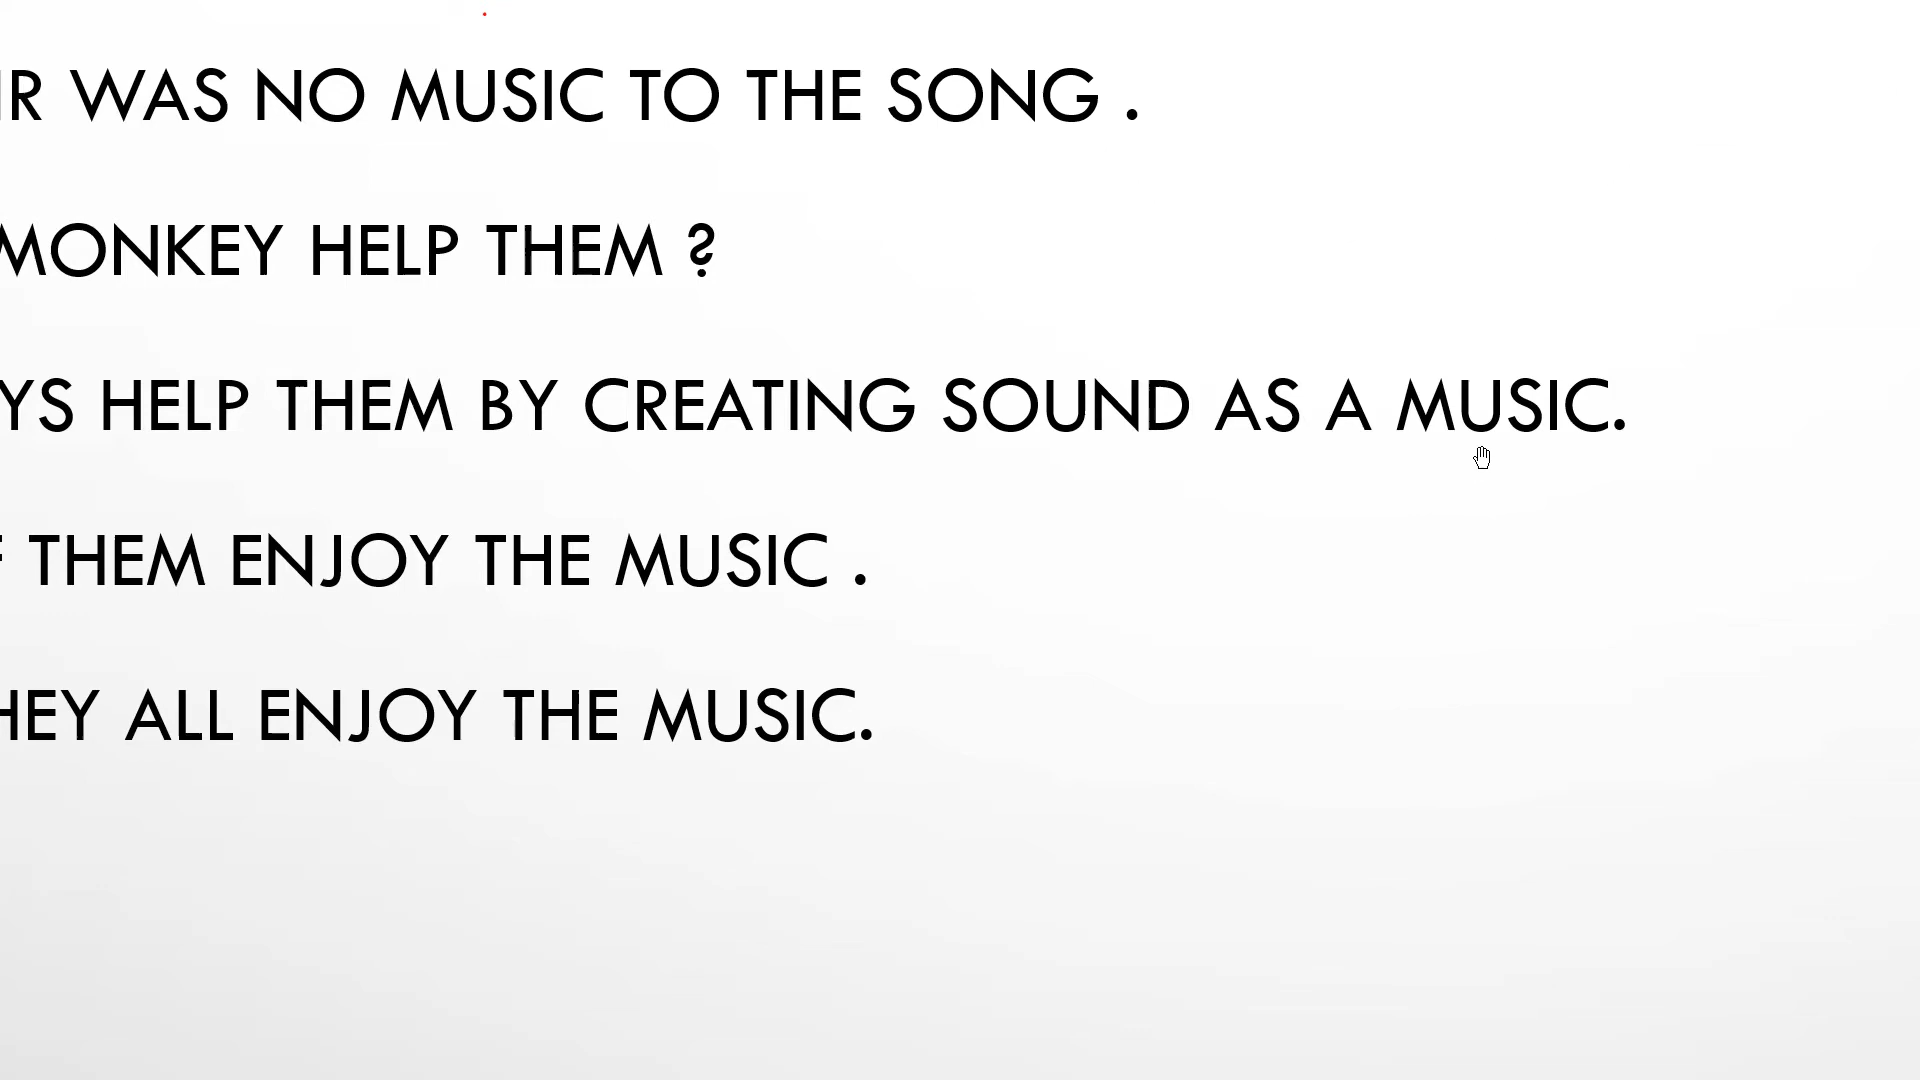 IR WAS NO MUSIC TO THE SONG .
MONKEY HELP THEM ?
YS HELP THEM BY CREATING SOUND AS A MUSIC.
F THEM ENJOY THE MUSIC .
HEY ALL ENJOY THE MUSIC.